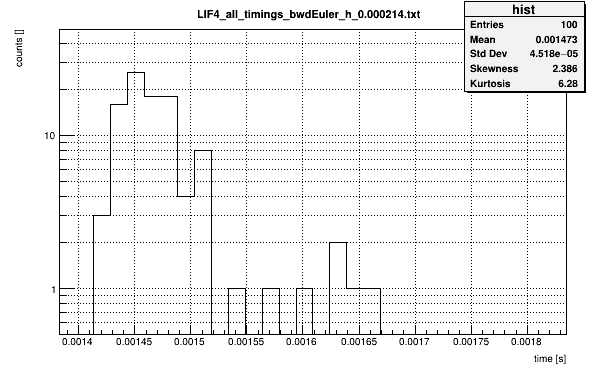 LIF4_all_timings_bwdEuler_h_0.000214.txt
hist
Entries 100
Mean 0.001473
Std Dev 4.518e−05
Skewness 2.386
Kurtosis 6.28
counts []
10
1
0.0014 0.00145 0.0015 0.00155 0.0016 0.00165 0.0017 0.00175 0.0018
time [s]